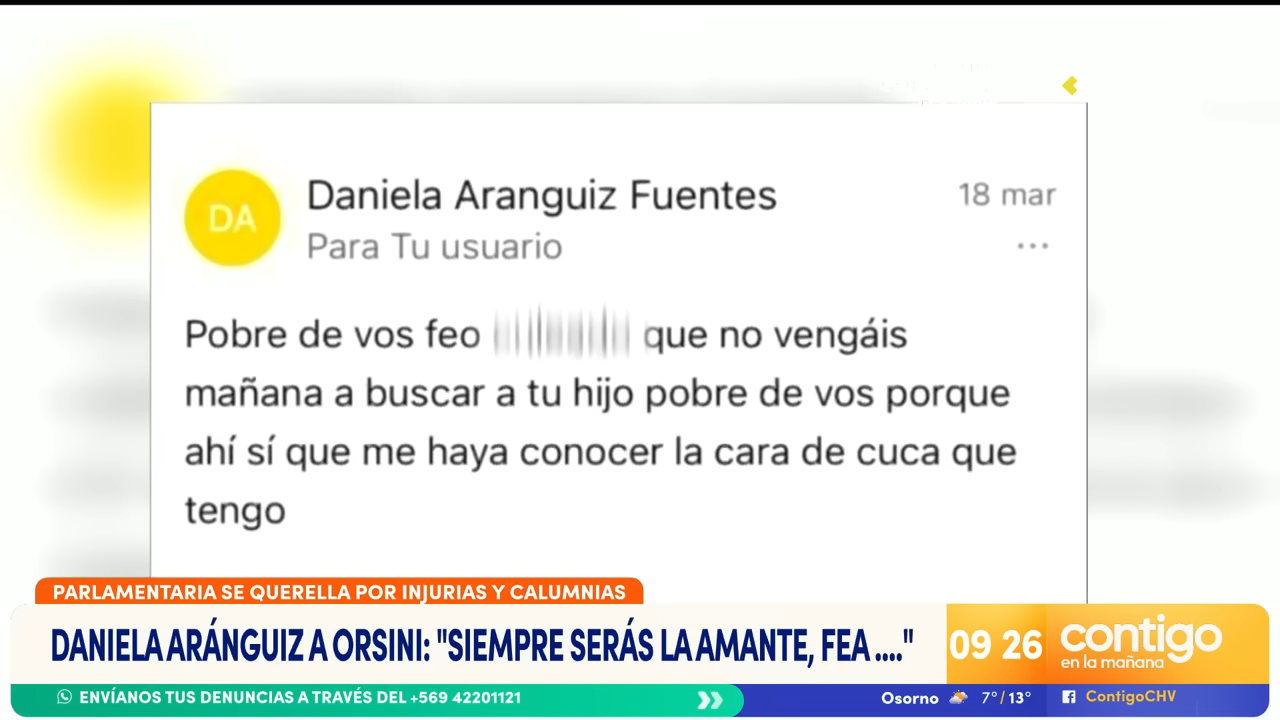 DA
Daniela Aranguiz Fuentes
18 mar
Para Tu usuario
...
Pobre de vos feo que no vengáis
mañana a buscar a tu hijo pobre de vos porque
ahí sí que me haya conocer la cara de cuca que
tengo
PARLAMENTARIA SE QUERELLA POR INJURIAS Y CALUMNIAS
DANIELA ARÁNGUIZ A ORSINI: "SIEMPRE SERÁS LA AMANTE, FEA ...."
09 26
contigo
en la mañana
ENVÍANOS TUS DENUNCIAS A TRAVÉS DEL +569 42201121
Osorno 7°/13°
ContigoCHV